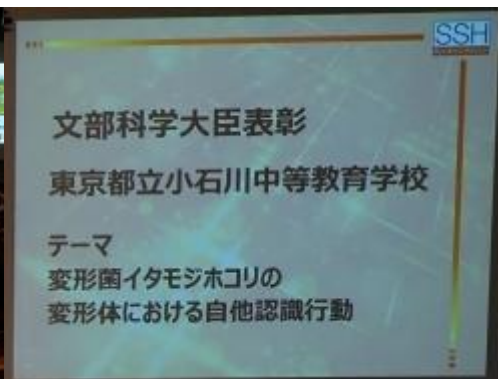 SSH
文部科学大臣表彰
東京都立小石川中等教育学校
テーマ
変形菌イタモジホコリの
変形体における自他認識行動